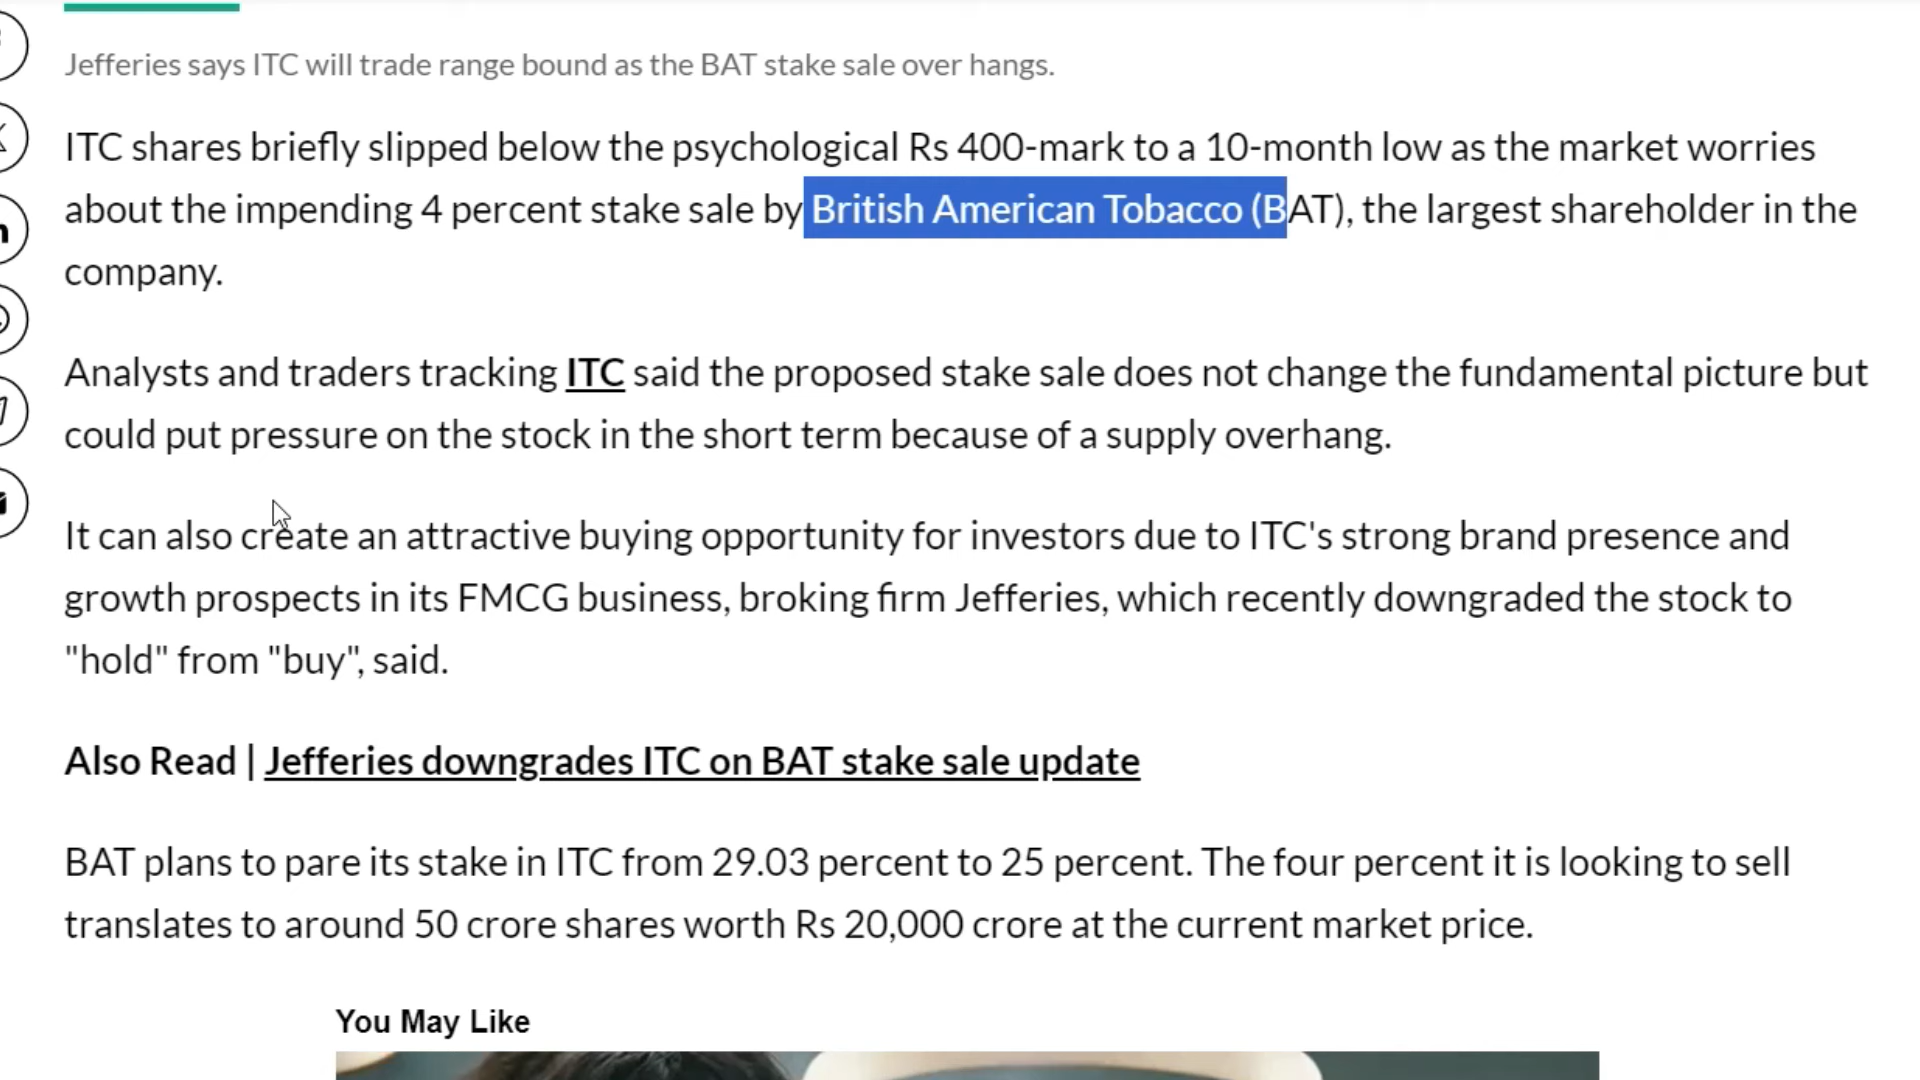 Jefferies says ITC will trade range bound as the BAT stake sale over hangs.
ITC shares briefly slipped below the psychological Rs 400-mark to a 10-month low as the market worries
about the impending 4 percent stake sale by British American Tobacco (BAT), the largest shareholder in the
company.
Analysts and traders tracking ITC said the proposed stake sale does not change the fundamental picture but
could put pressure on the stock in the short term because of a supply overhang.
It can also create an attractive buying opportunity for investors due to ITC's strong brand presence and
growth prospects in its FMCG business, broking firm Jefferies, which recently downgraded the stock to
"hold" from "buy", said.
Also Read | Jefferies downgrades ITC on BAT stake sale update
BAT plans to pare its stake in ITC from 29.03 percent to 25 percent. The four percent it is looking to sell
translates to around 50 crore shares worth Rs 20,000 crore at the current market price.
You May Like